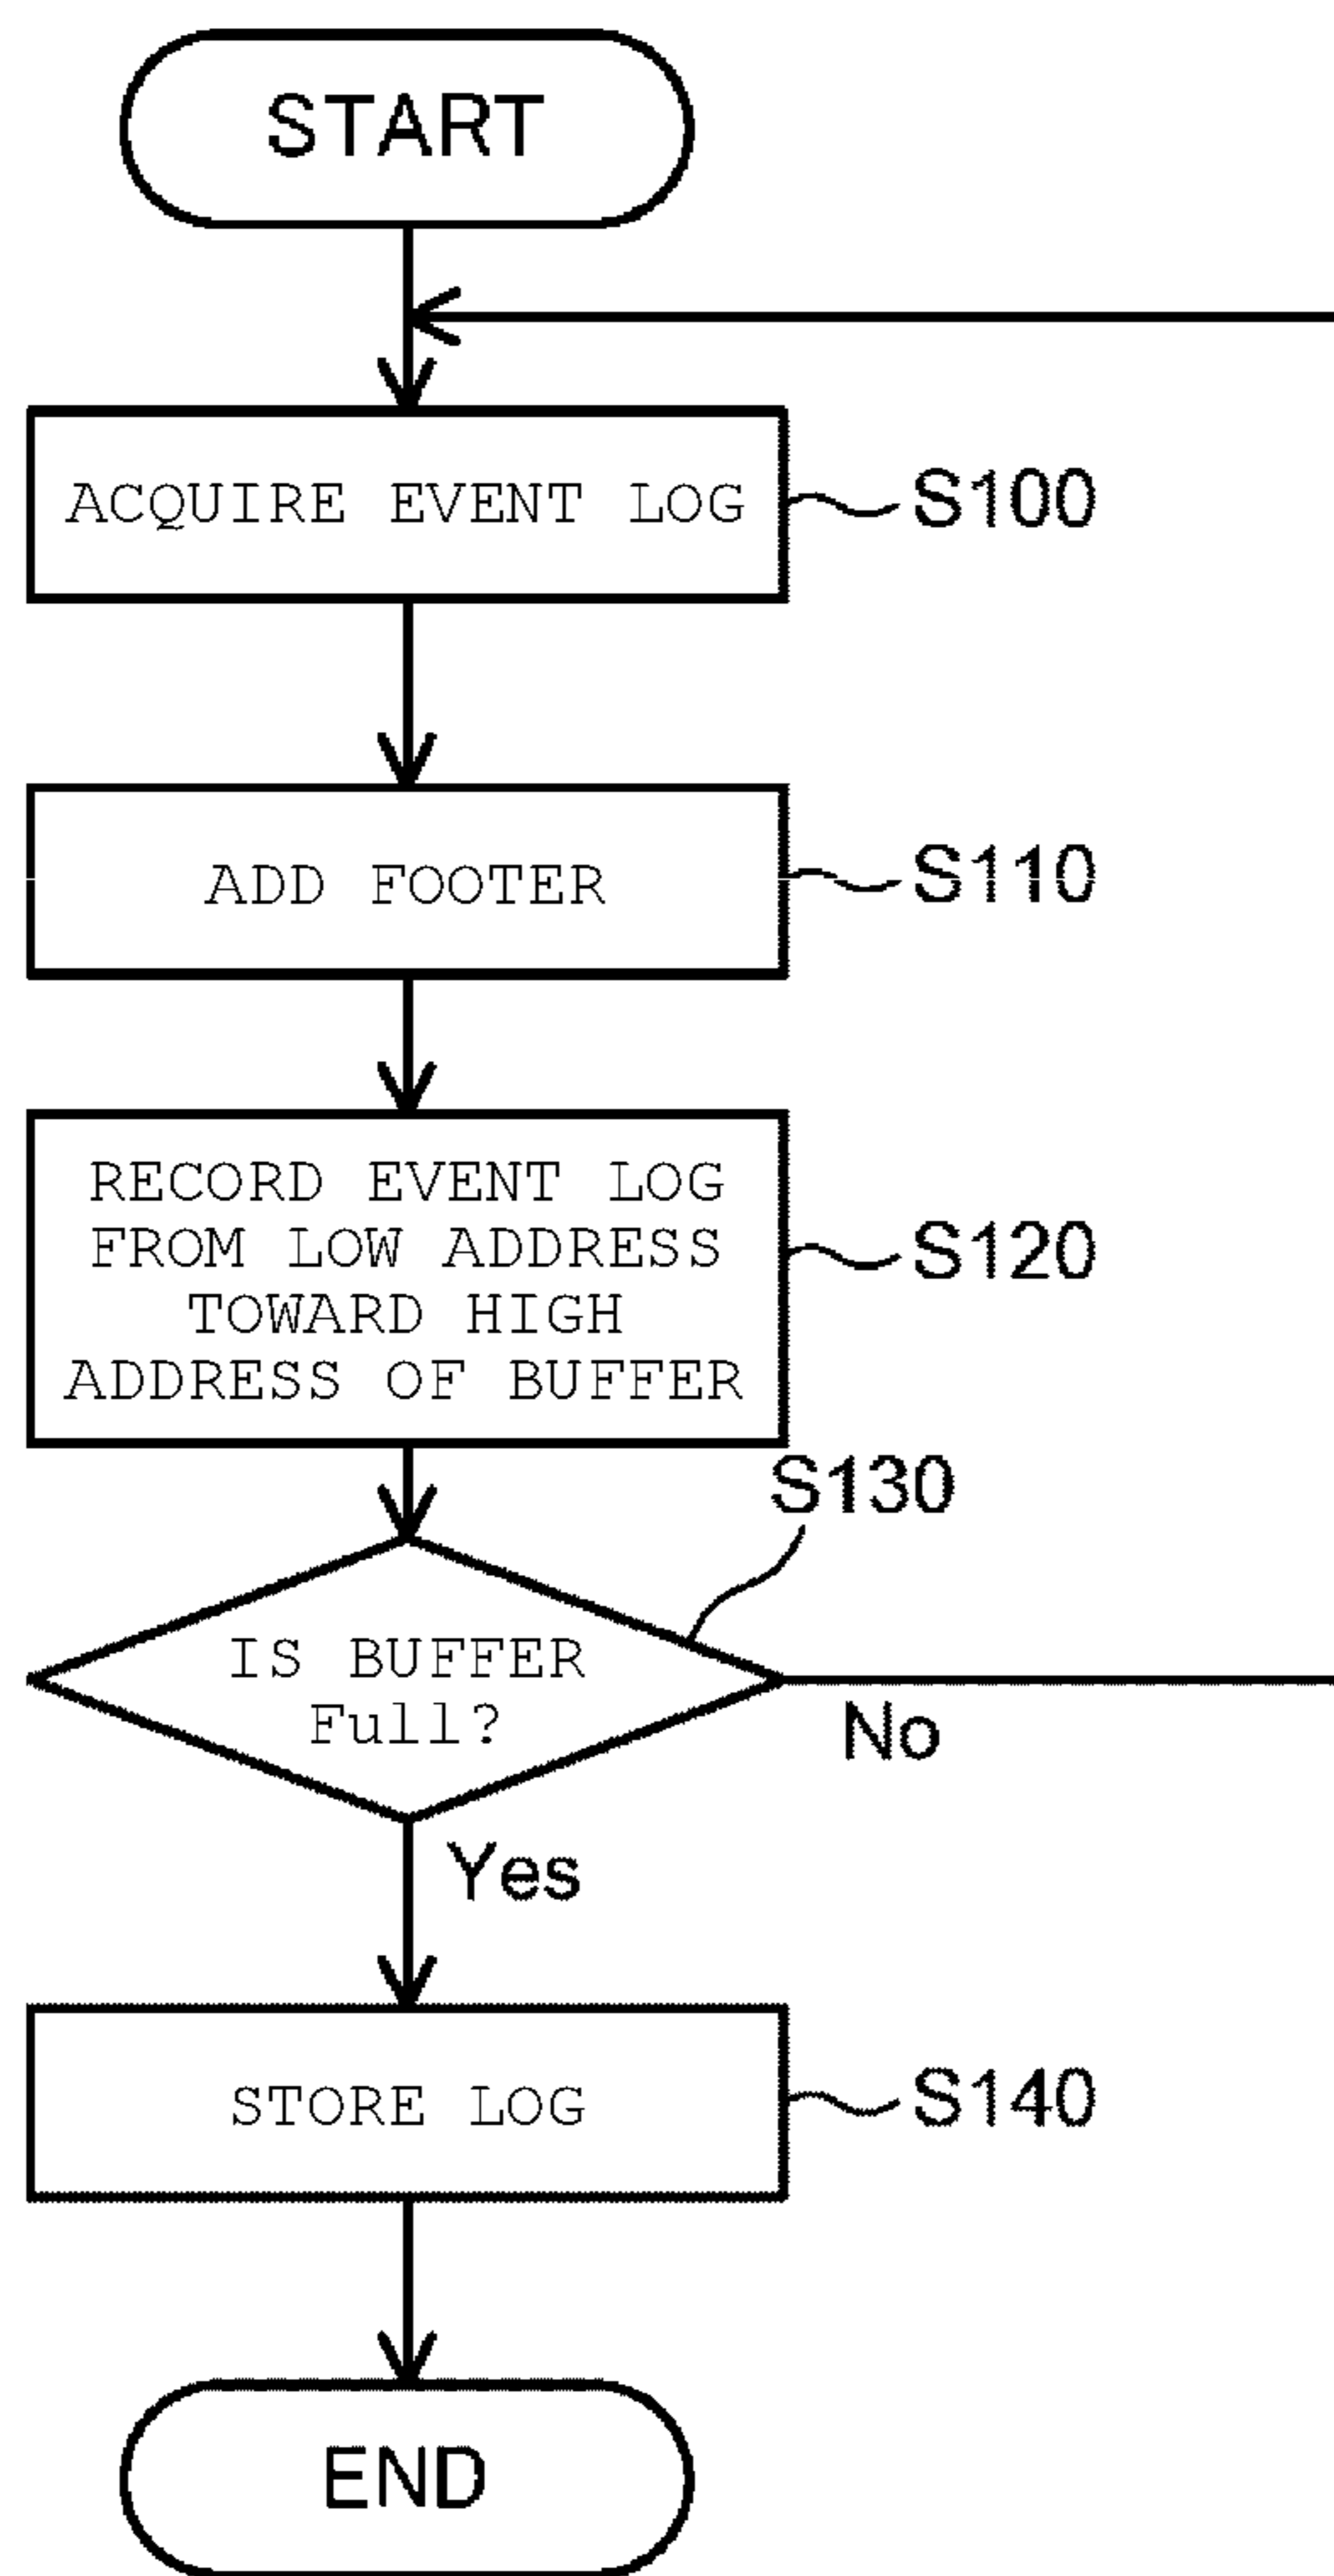 START
ACQUIRE EVENT LOG
S100
ADD FOOTER
S110
RECORD EVENT LOG
FROM LOW ADDRESS
TOWARD HIGH
ADDRESS OF BUFFER
S120
S130
IS BUFFER
Full?
No
Yes
STORE LOG
S140
END